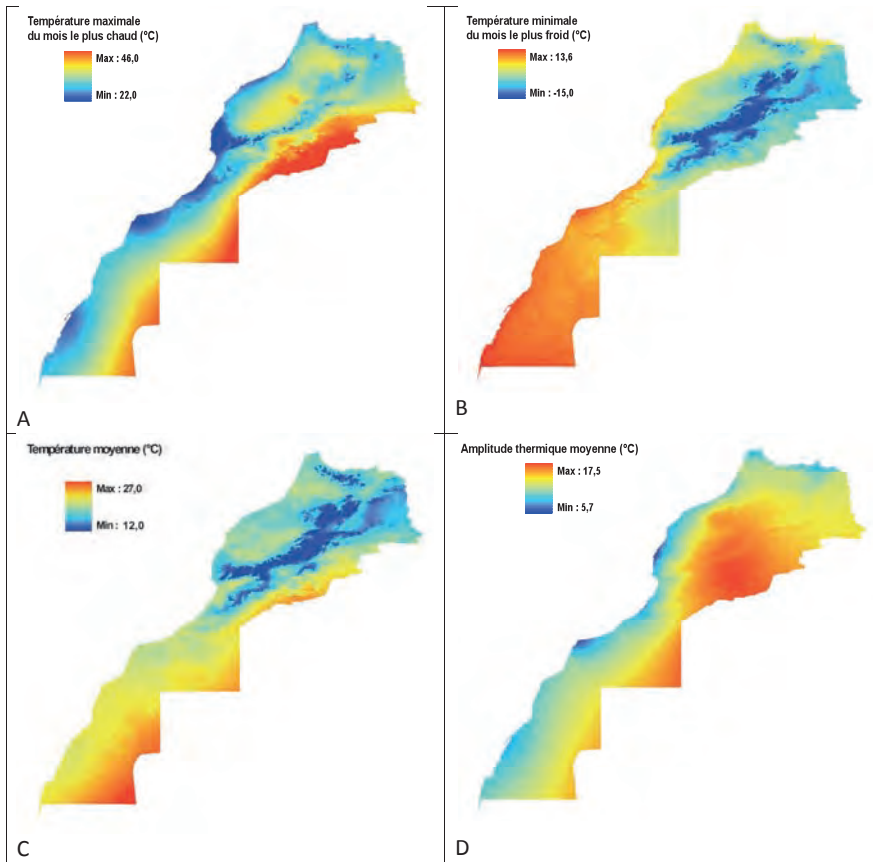 Température maximale
du mois le plus chaud (°C)
Max : 46,0
Min : 22,0
A
Température minimale
du mois le plus froid (°C)
Max : 13,6
Min : -15,0
B
Température moyenne (°C)
Max : 27,0
Min : 12,0
C
Amplitude thermique moyenne (°C)
Max : 17,5
Min : 5,7
D